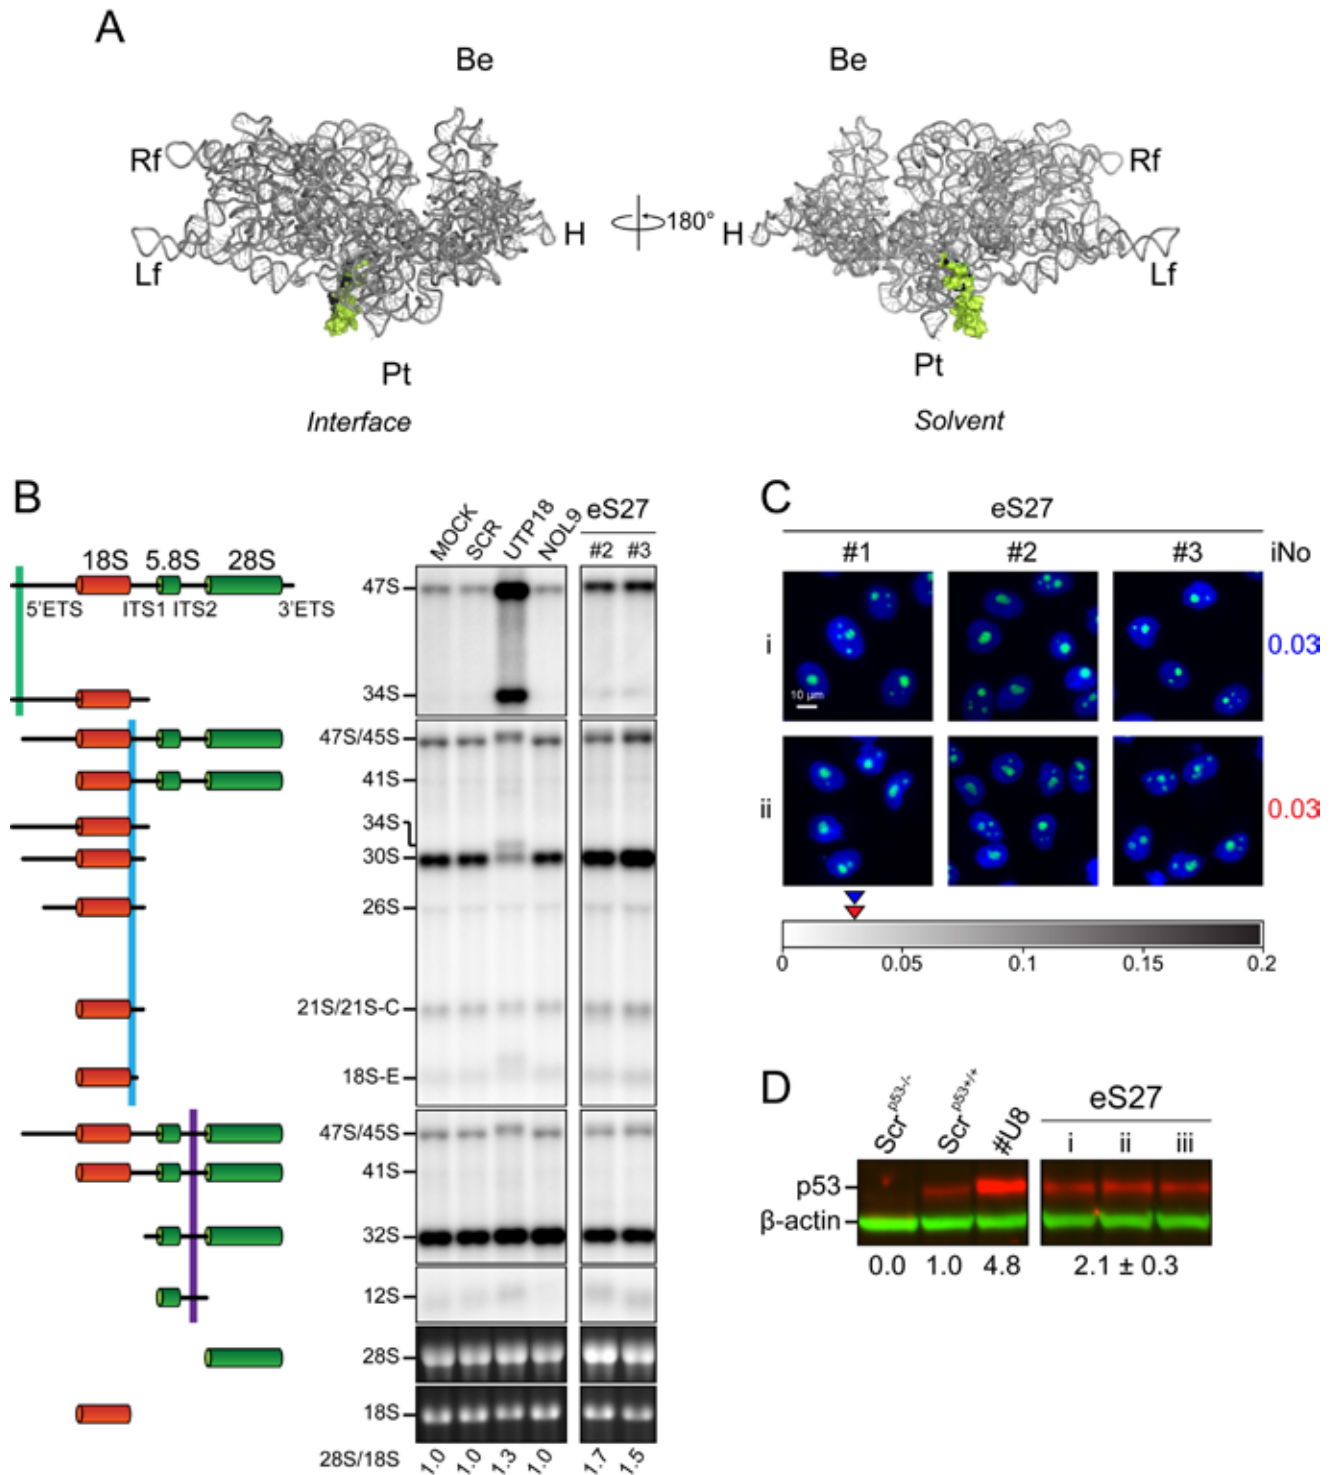 A
Be
Be
Rf
Rf
H
180°
H
Lf
Lf
Pt
Pt
Interface
Solvent
B
MOCK
SCR
UTP18
NOL9
eS27
#2 #3
18S 5.8S 28S
5'ETS ITS1 ITS2 3'ETS
47S
34S
47S/45S
41S
34S
30S
26S
21S/21S-C
18S-E
47S/45S
41S
32S
12S
28S
18S
28S/18S 1.0 1.0 1.3 1.0 1.7 1.5
C
eS27
#1 #2 #3 iNo
i 0.03
10 µm
ii 0.03
0 0.05 0.1 0.15 0.2
D
Scr p53-/-
Scr p53+/+
#U8
eS27
i ii iii
p53
β-actin
0.0 1.0 4.8 2.1 ± 0.3